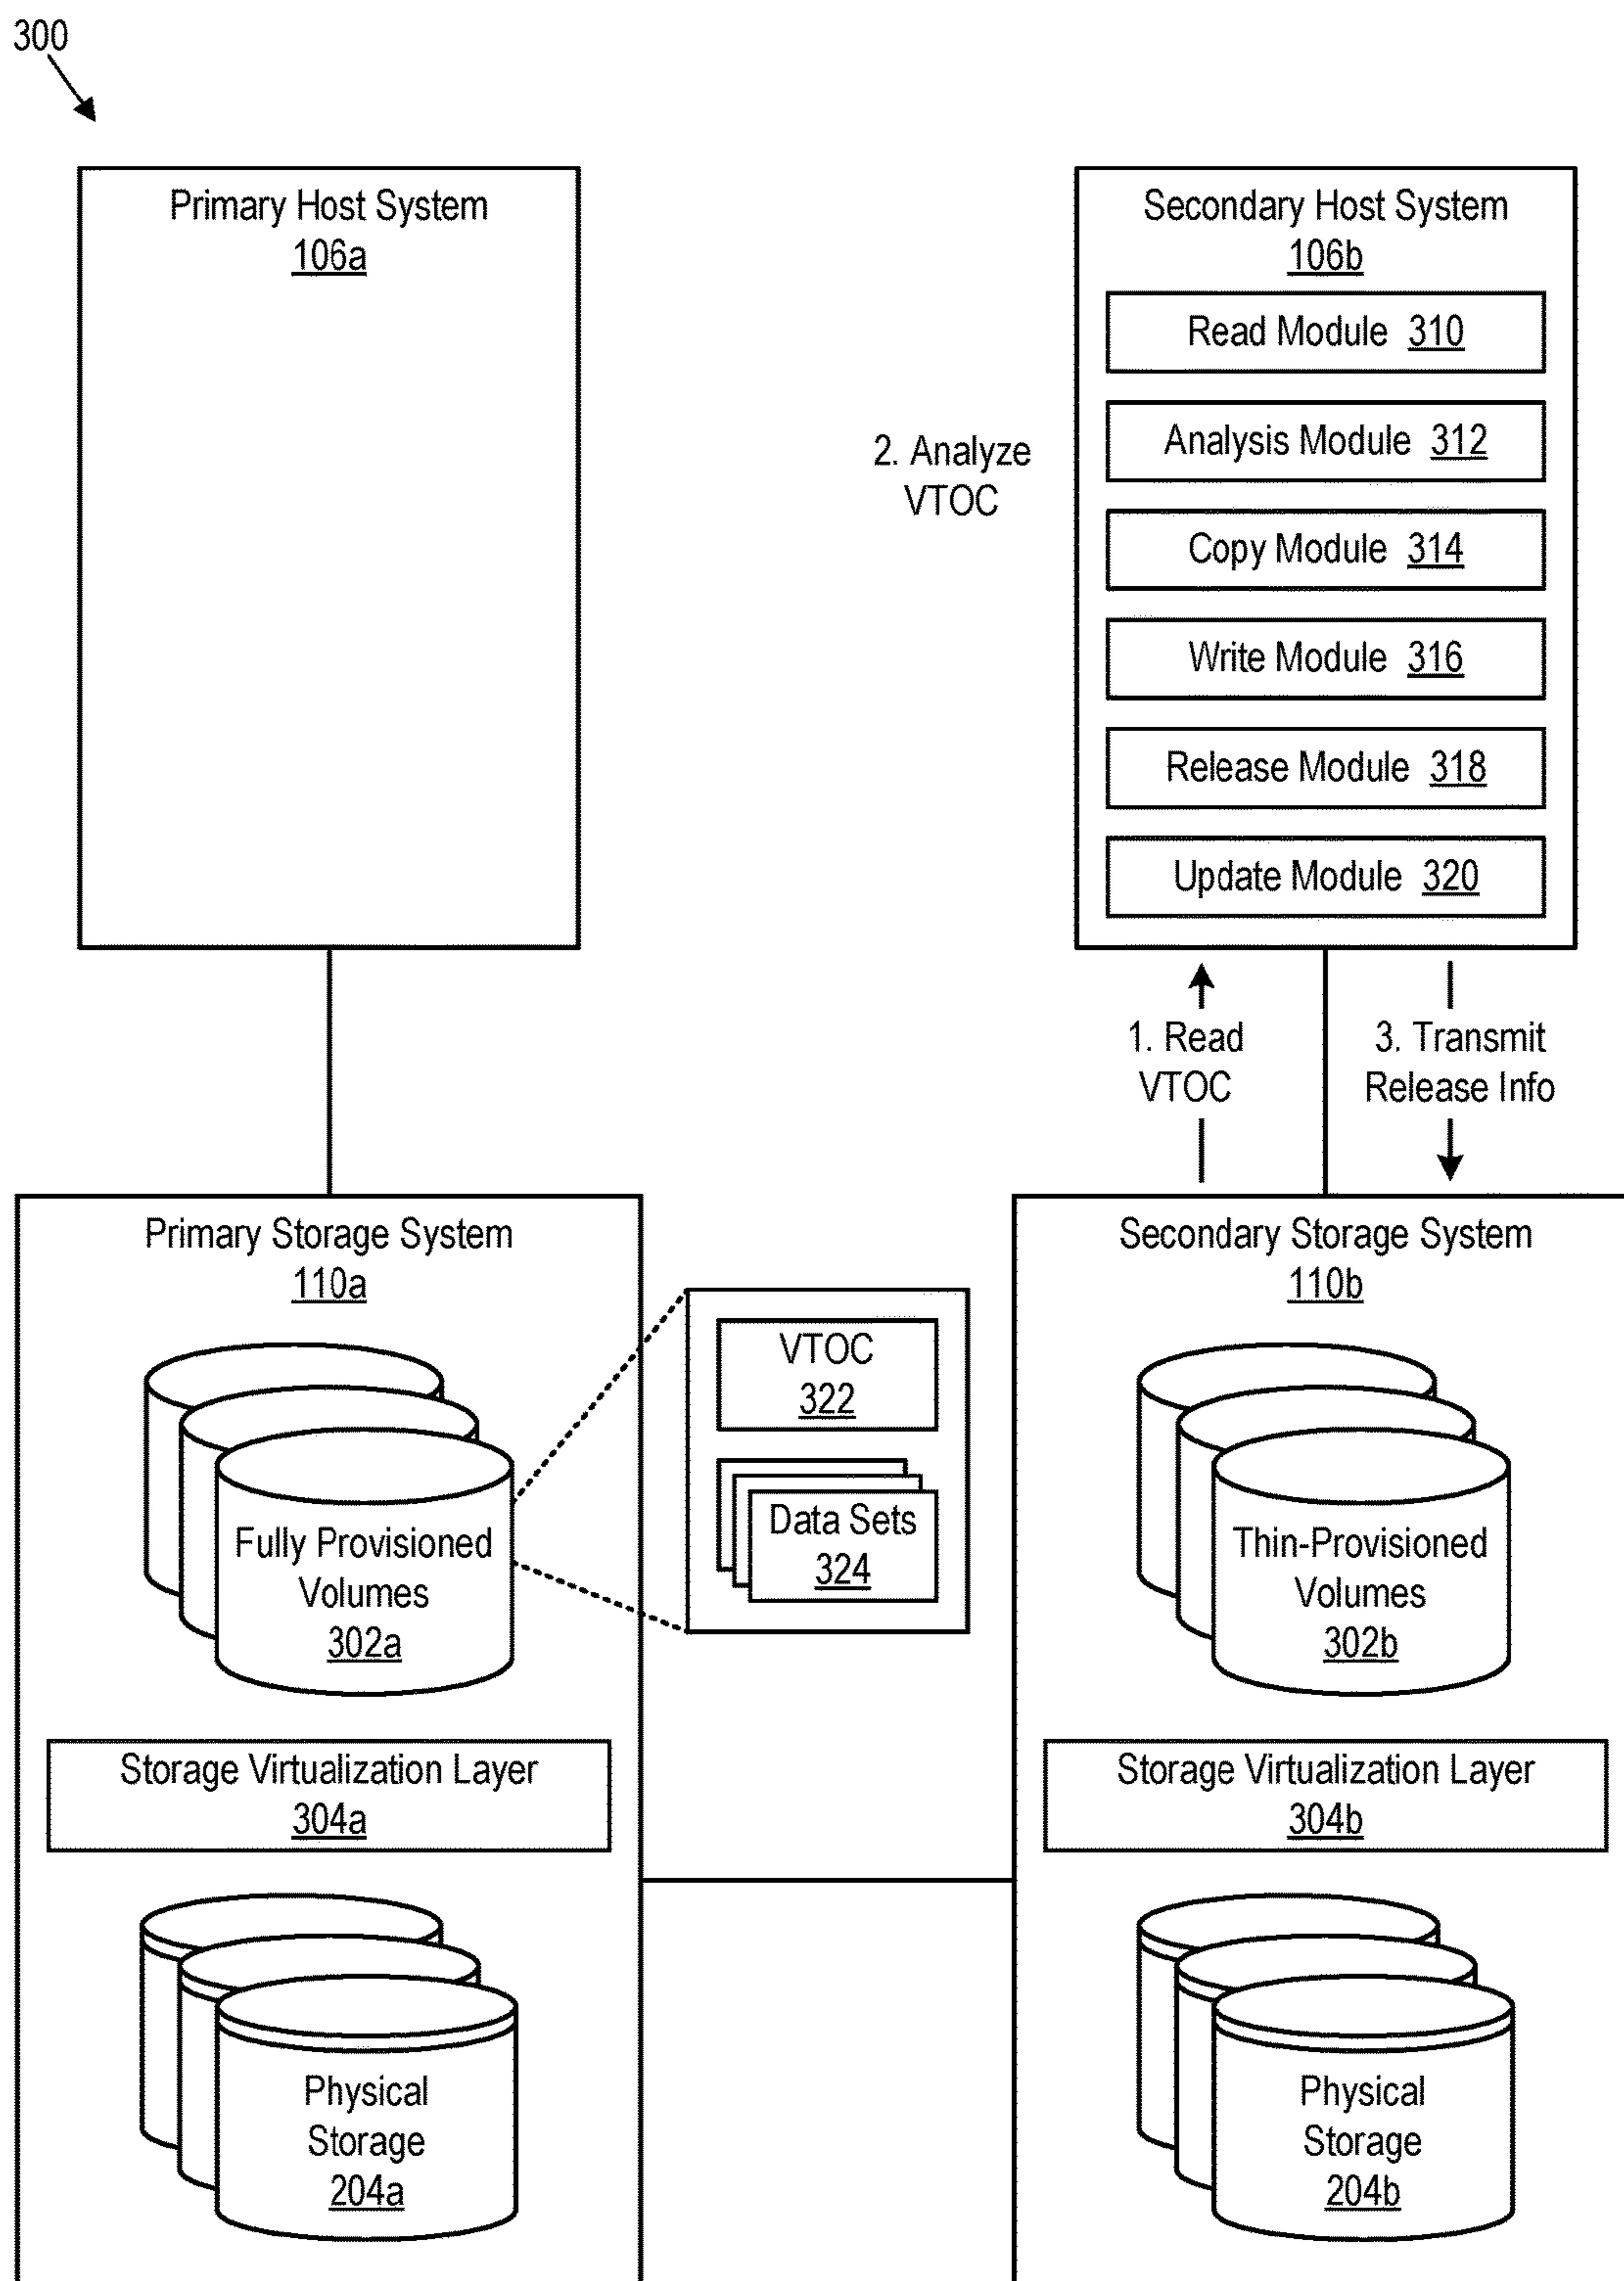 300
Primary Host System
106a
Secondary Host System
106b
Read Module 310
Analysis Module 312
Copy Module 314
Write Module 316
Release Module 318
Update Module 320
2. Analyze
VTOC
1. Read
VTOC
3. Transmit
Release Info
Primary Storage System
110a
Fully Provisioned
Volumes
302a
Storage Virtualization Layer
304a
Physical
Storage
204a
VTOC
322
Data Sets
324
Secondary Storage System
110b
Thin-Provisioned
Volumes
302b
Storage Virtualization Layer
304b
Physical
Storage
204b